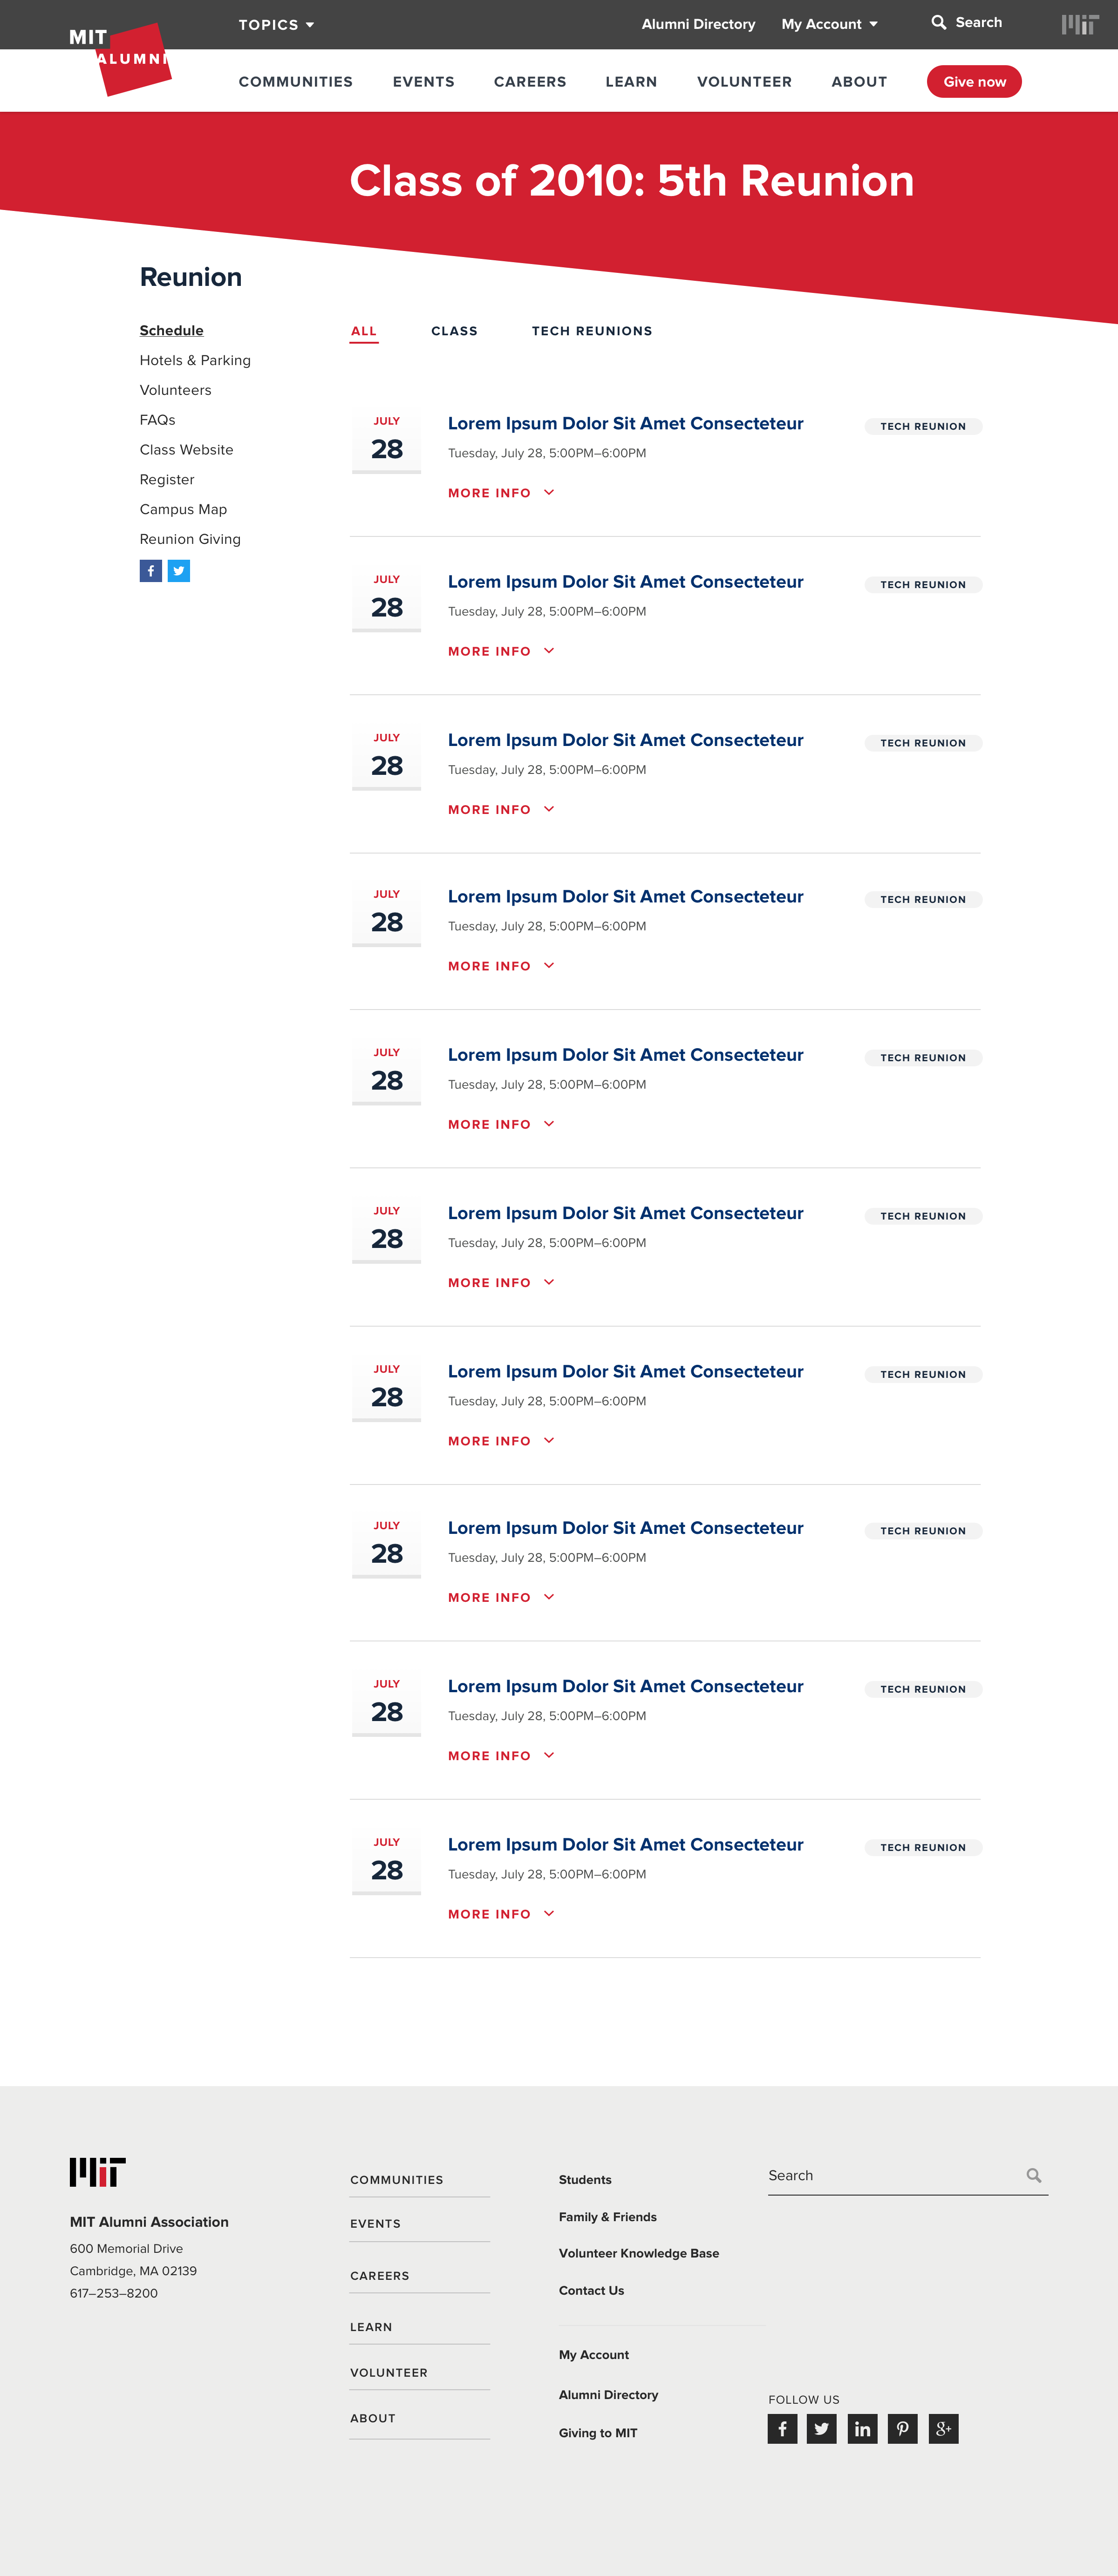 TOPICS
Alumni Directory
My Account
Search
MIT
ALUMNI
COMMUNITIES
EVENTS
CAREERS
LEARN
VOLUNTEER
ABOUT
Give now
Class of 2010: 5th Reunion
Reunion
Schedule
Hotels & Parking
Volunteers
FAQs
Class Website
Register
Campus Map
Reunion Giving
ALL
CLASS
TECH REUNIONS
JULY
28
Lorem Ipsum Dolor Sit Amet Consecteteur
Tuesday, July 28, 5:00PM–6:00PM
MORE INFO
TECH REUNION
JULY
28
Lorem Ipsum Dolor Sit Amet Consecteteur
Tuesday, July 28, 5:00PM–6:00PM
MORE INFO
TECH REUNION
JULY
28
Lorem Ipsum Dolor Sit Amet Consecteteur
Tuesday, July 28, 5:00PM–6:00PM
MORE INFO
TECH REUNION
JULY
28
Lorem Ipsum Dolor Sit Amet Consecteteur
Tuesday, July 28, 5:00PM–6:00PM
MORE INFO
TECH REUNION
JULY
28
Lorem Ipsum Dolor Sit Amet Consecteteur
Tuesday, July 28, 5:00PM–6:00PM
MORE INFO
TECH REUNION
JULY
28
Lorem Ipsum Dolor Sit Amet Consecteteur
Tuesday, July 28, 5:00PM–6:00PM
MORE INFO
TECH REUNION
JULY
28
Lorem Ipsum Dolor Sit Amet Consecteteur
Tuesday, July 28, 5:00PM–6:00PM
MORE INFO
TECH REUNION
JULY
28
Lorem Ipsum Dolor Sit Amet Consecteteur
Tuesday, July 28, 5:00PM–6:00PM
MORE INFO
TECH REUNION
JULY
28
Lorem Ipsum Dolor Sit Amet Consecteteur
Tuesday, July 28, 5:00PM–6:00PM
MORE INFO
TECH REUNION
JULY
28
Lorem Ipsum Dolor Sit Amet Consecteteur
Tuesday, July 28, 5:00PM–6:00PM
MORE INFO
TECH REUNION
MIT Alumni Association
600 Memorial Drive
Cambridge, MA 02139
617–253–8200
COMMUNITIES
EVENTS
CAREERS
LEARN
VOLUNTEER
ABOUT
Students
Family & Friends
Volunteer Knowledge Base
Contact Us
My Account
Alumni Directory
Giving to MIT
Search
FOLLOW US